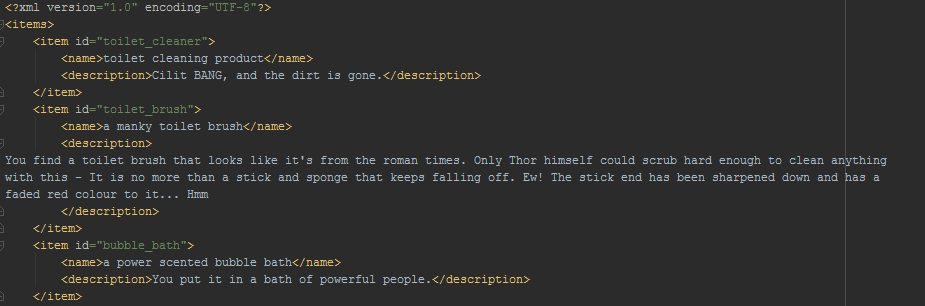 <?xml version="1.0" encoding="UTF-8"?>
<items>
    <item id="toilet_cleaner">
        <name>toilet cleaning product</name>
        <description>Cilit BANG, and the dirt is gone.</description>
    </item>
    <item id="toilet_brush">
        <name>a manky toilet brush</name>
        <description>
You find a toilet brush that looks like it's from the roman times. Only Thor himself could scrub hard enough to clean anything
with this - It is no more than a stick and sponge that keeps falling off. Ew! The stick end has been sharpened down and has a
faded red colour to it... Hmm
        </description>
    </item>
    <item id="bubble_bath">
        <name>a power scented bubble bath</name>
        <description>You put it in a bath of powerful people.</description>
    </item>